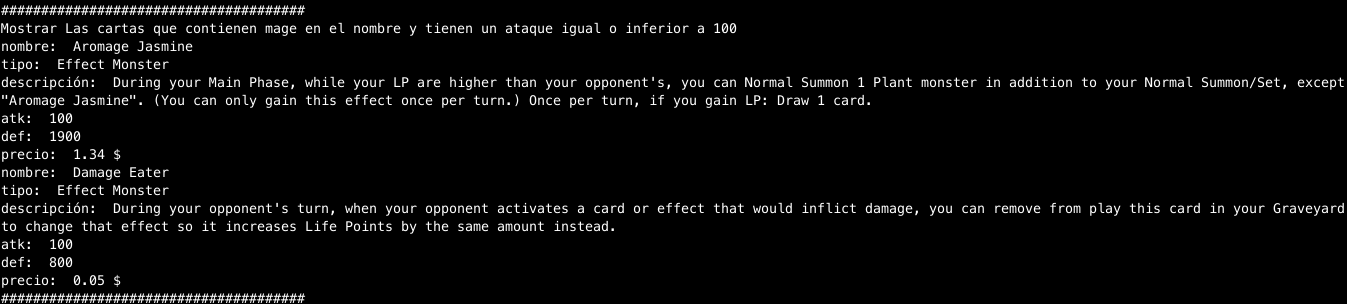 ######################################
Mostrar Las cartas que contienen mage en el nombre y tienen un ataque igual o inferior a 100
nombre:  Aromage Jasmine
tipo:  Effect Monster
descripción:  During your Main Phase, while your LP are higher than your opponent's, you can Normal Summon 1 Plant monster in addition to your Normal Summon/Set, except
"Aromage Jasmine". (You can only gain this effect once per turn.) Once per turn, if you gain LP: Draw 1 card.
atk:  100
def:  1900
precio:  1.34 $
nombre:  Damage Eater
tipo:  Effect Monster
descripción:  During your opponent's turn, when your opponent activates a card or effect that would inflict damage, you can remove from play this card in your Graveyard
to change that effect so it increases Life Points by the same amount instead.
atk:  100
def:  800
precio:  0.05 $
######################################